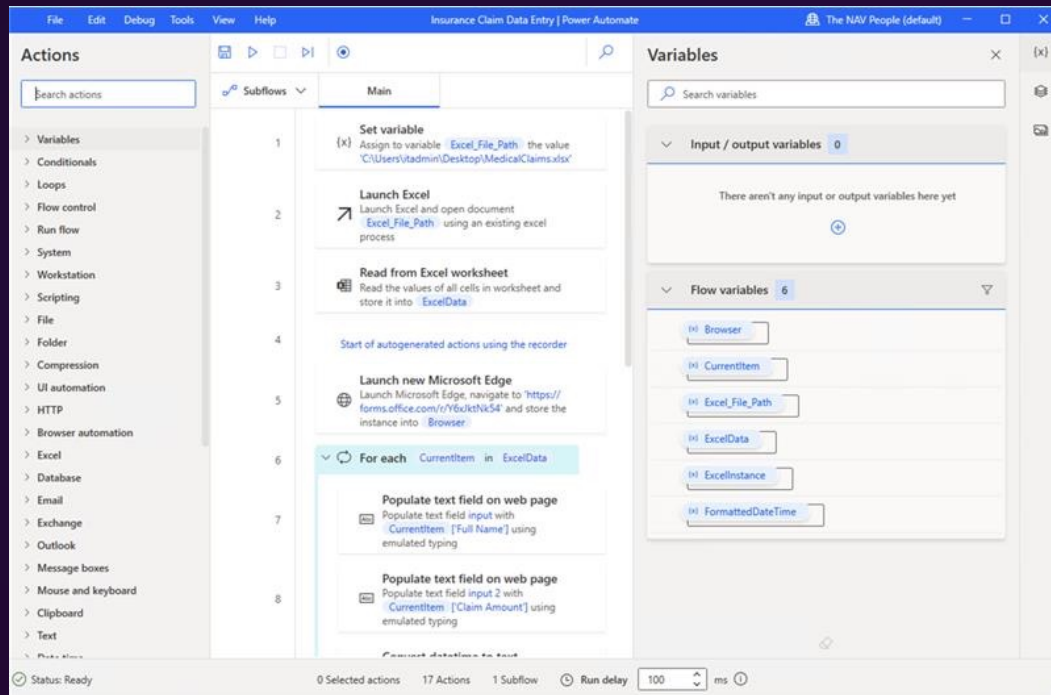 File Edit Debug Tools View Help
Insurance Claim Data Entry | Power Automate
The NAV People (default)
Actions
Search actions
Variables
Conditionals
Loops
Flow control
Run flow
System
Workstation
Scripting
File
Folder
Compression
UI automation
HTTP
Browser automation
Excel
Database
Email
Exchange
Outlook
Message boxes
Mouse and keyboard
Clipboard
Text
Subflows
Main
1
Set variable
{x} Assign to variable Excel_File_Path the value
'C:\Users\itadmin\Desktop\MedicalClaims.xlsx'
2
Launch Excel
Launch Excel and open document
Excel_File_Path using an existing excel
process
3
Read from Excel worksheet
Read the values of all cells in worksheet and
store it into ExcelData
4
Start of autogenerated actions using the recorder
5
Launch new Microsoft Edge
Launch Microsoft Edge, navigate to 'https://
forms.office.com/r/Y6xJktNk54' and store the
instance into Browser
6
For each CurrentItem in ExcelData
7
Populate text field on web page
Populate text field input with
CurrentItem ['Full Name'] using
emulated typing
8
Populate text field on web page
Populate text field input 2 with
CurrentItem ['Claim Amount'] using
emulated typing
Convert datetime to text
Variables
{x}
Search variables
Input / output variables 0
There aren't any input or output variables here yet
Flow variables 6
{x} Browser
{x} CurrentItem
{x} Excel_File_Path
{x} ExcelData
{x} ExcelInstance
{x} FormattedDateTime
Status: Ready
0 Selected actions
17 Actions
1 Subflow
Run delay
100
ms